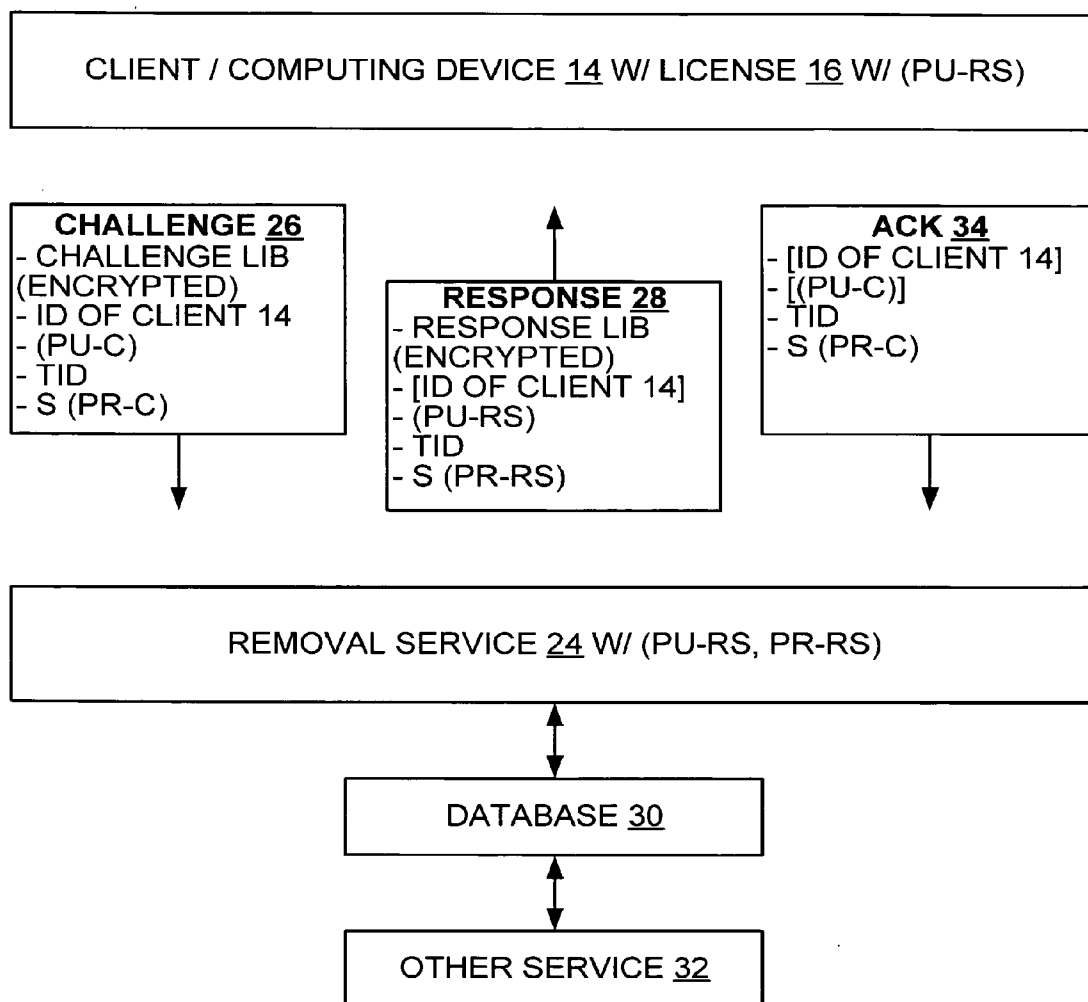 CLIENT / COMPUTING DEVICE 14 W/ LICENSE 16 W/ (PU-RS)
CHALLENGE 26
- CHALLENGE LIB
(ENCRYPTED)
- ID OF CLIENT 14
- (PU-C)
- TID
- S (PR-C)
RESPONSE 28
- RESPONSE LIB
(ENCRYPTED)
- [ID OF CLIENT 14]
- (PU-RS)
- TID
- S (PR-RS)
ACK 34
- [ID OF CLIENT 14]
- [(PU-C)]
- TID
- S (PR-C)
REMOVAL SERVICE 24 W/ (PU-RS, PR-RS)
DATABASE 30
OTHER SERVICE 32